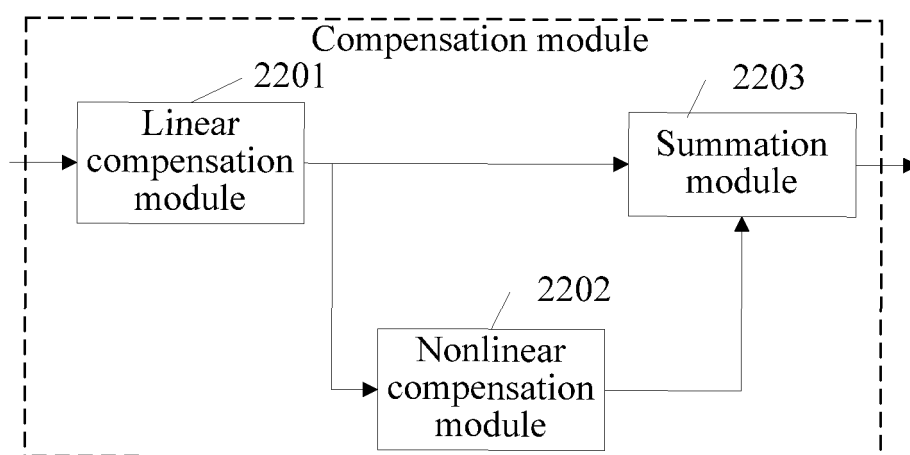 Compensation module
2201
2203
Linear
compensation
module
Summation
module
2202
Nonlinear
compensation
module